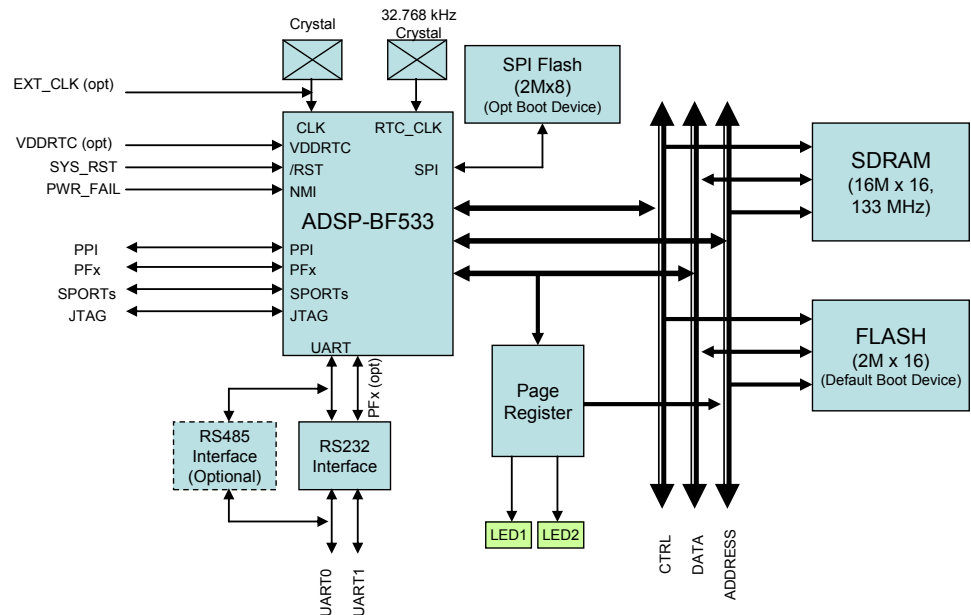 Crystal
32.768 kHz
Crystal
EXT_CLK (opt)
SPI Flash
(2Mx8)
(Opt Boot Device)
CLK
RTC_CLK
VDDRTC (opt)
VDDRTC
SYS_RST
/RST
SPI
PWR_FAIL
NMI
SDRAM
(16M x 16,
133 MHz)
ADSP-BF533
PPI
PPI
PFx
PFx
SPORTs
SPORTs
JTAG
JTAG
UART
PFx (opt)
FLASH
(2M x 16)
(Default Boot Device)
Page
Register
RS485
Interface
(Optional)
RS232
Interface
LED1
LED2
CTRL
DATA
ADDRESS
UART0
UART1